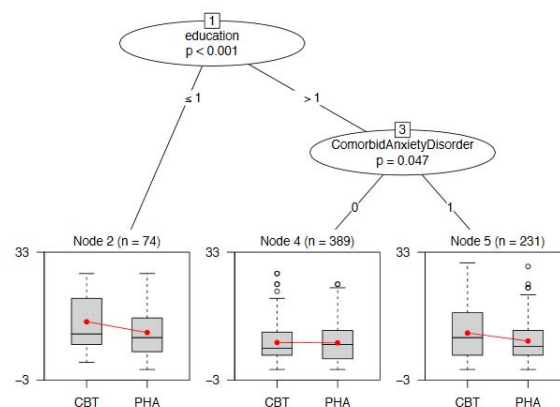 1
education
p < 0.001
≤ 1
> 1
3
ComorbidAnxietyDisorder
p = 0.047
0
1
Node 2 (n = 74)
33
−3
CBT PHA
Node 4 (n = 389)
33
−3
CBT PHA
Node 5 (n = 231)
33
−3
CBT PHA